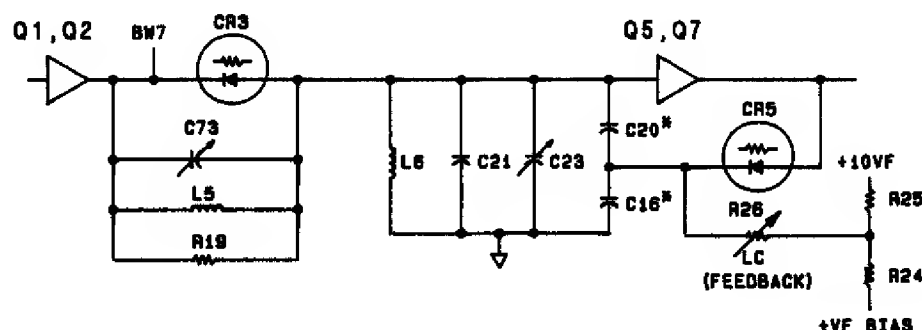 CR3
Q1,Q2
BW7
Q5,Q7
C73
C20*
CR5
L6
C21
C23
+10VF
L5
C16*
R26
R25
R19
LC
(FEEDBACK)
R24
+VF BIAS